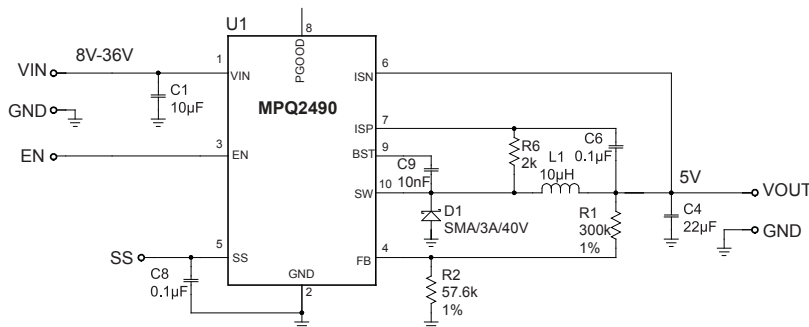 U1
8
8V-36V
PGOOD
1
6
VIN
VIN
ISN
C1
10µF
MPQ2490
7
ISP
GND
R6
2k
C6
0.1µF
3
9
BST
EN
EN
C9
10nF
L1
10µH
10
SW
5V
VOUT
D1
SMA/3A/40V
R1
300k
1%
C4
22µF
GND
5
4
SS
SS
FB
C8
0.1µF
GND
2
R2
57.6k
1%